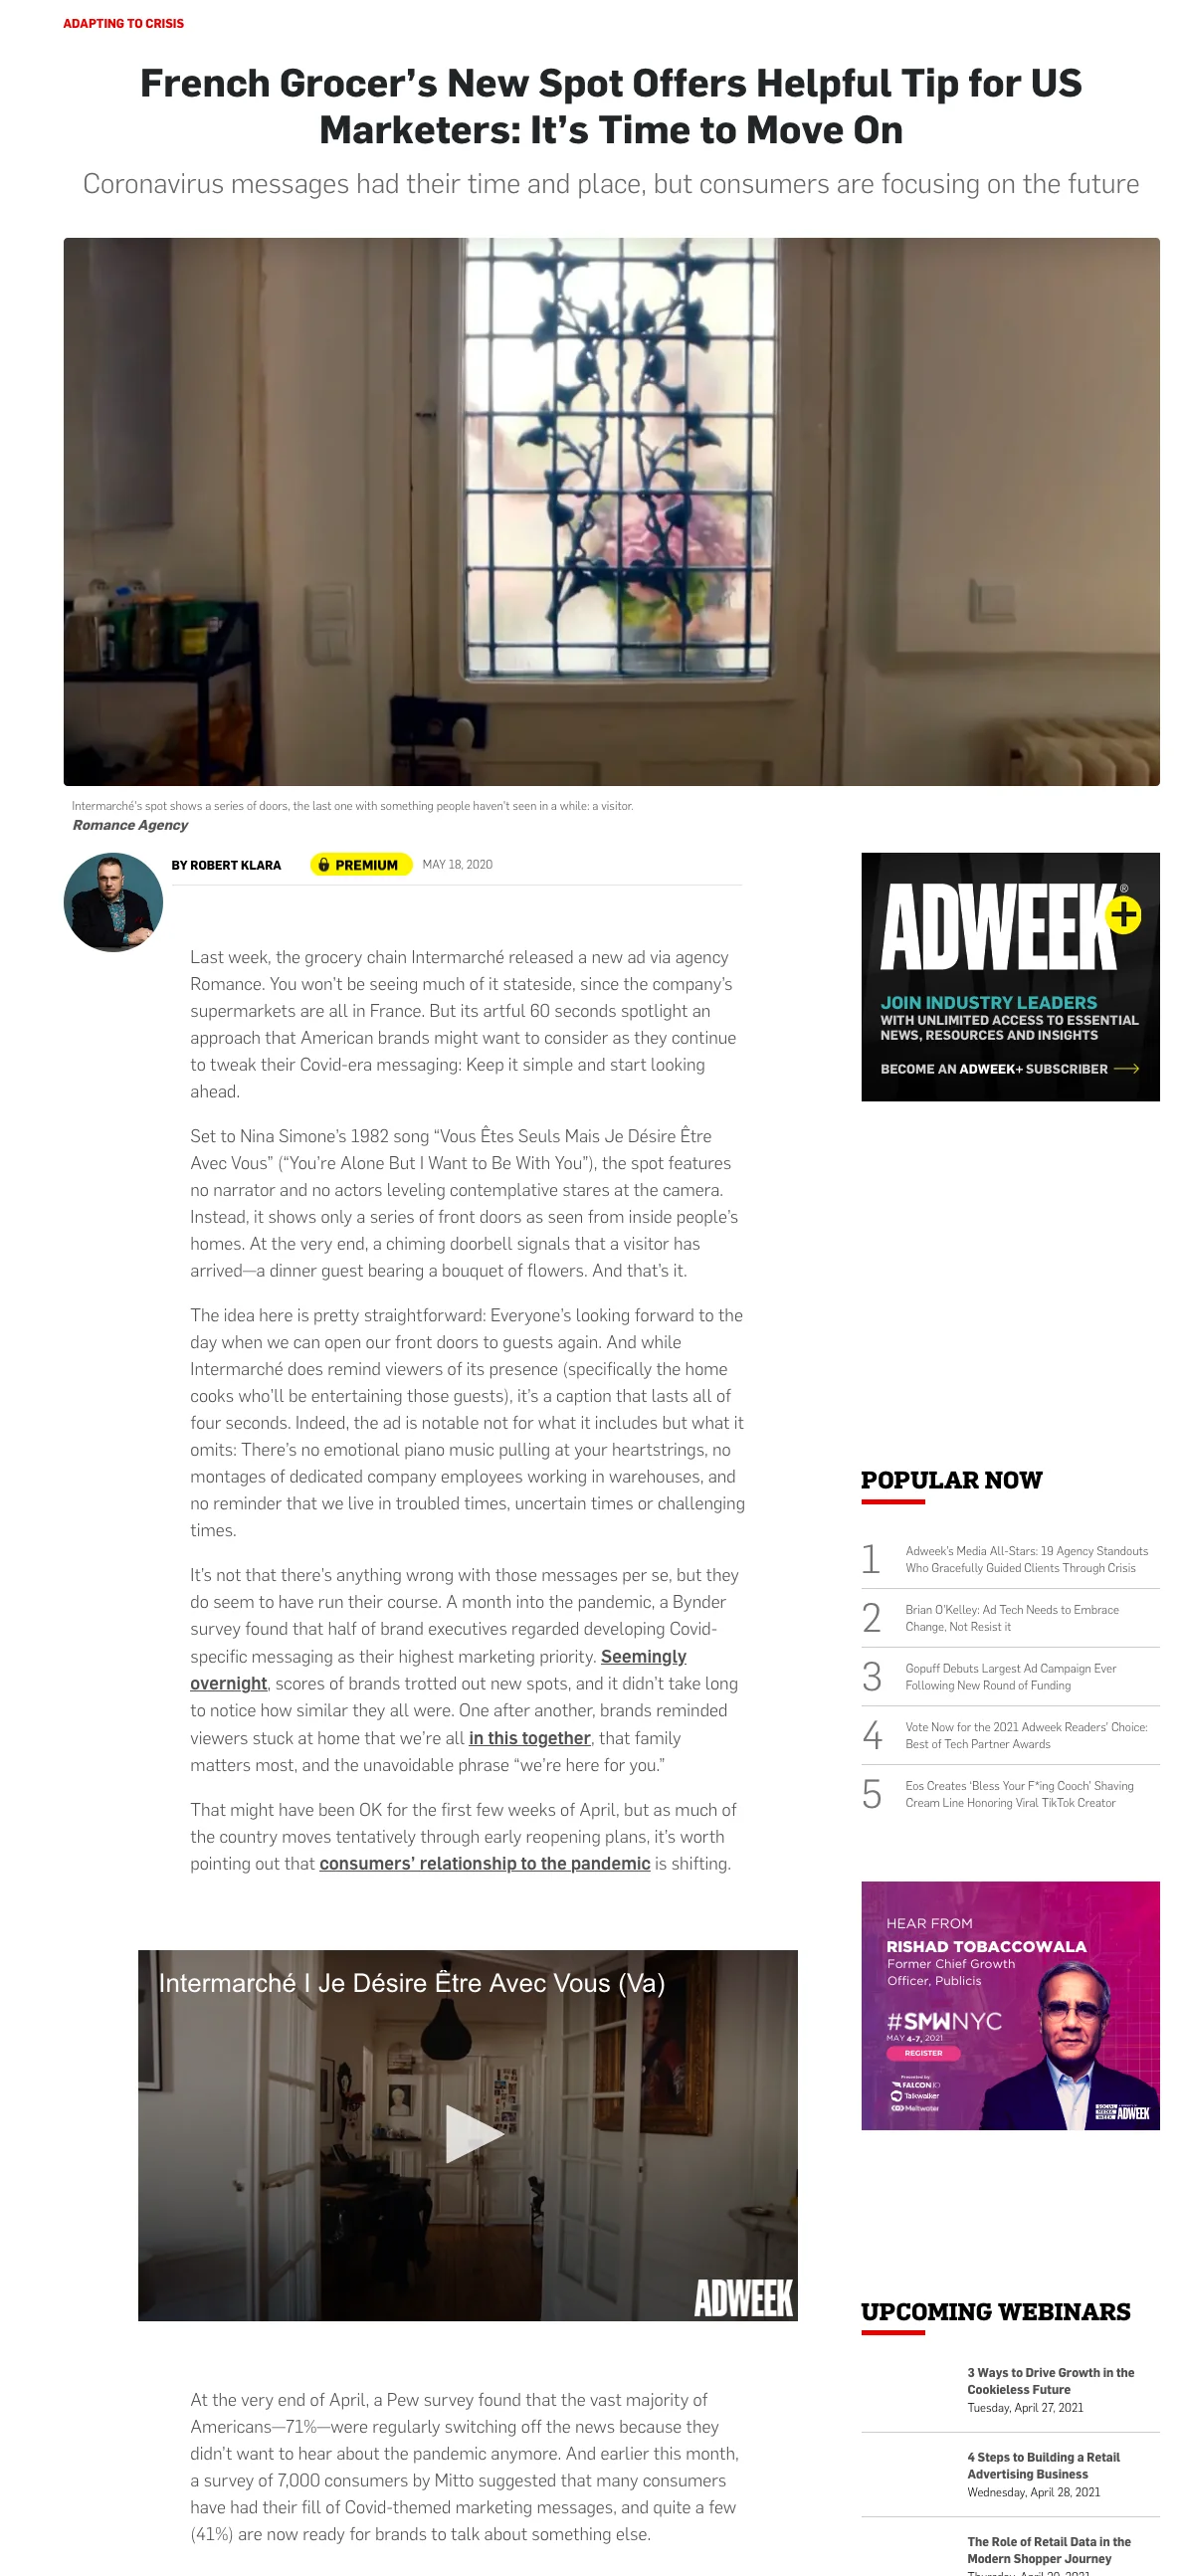 ADAPTING TO CRISIS
French Grocer’s New Spot Offers Helpful Tip for US
Marketers: It’s Time to Move On
Coronavirus messages had their time and place, but consumers are focusing on the future
Intermarché's spot shows a series of doors, the last one with something people haven't seen in a while: a visitor.
Romance Agency
BY ROBERT KLARA
PREMIUM
MAY 18, 2020
Last week, the grocery chain Intermarché released a new ad via agency
Romance. You won’t be seeing much of it stateside, since the company’s
supermarkets are all in France. But its artful 60 seconds spotlight an
approach that American brands might want to consider as they continue
to tweak their Covid-era messaging: Keep it simple and start looking
ahead.
Set to Nina Simone’s 1982 song “Vous Êtes Seuls Mais Je Désire Être
Avec Vous” (“You’re Alone But I Want to Be With You”), the spot features
no narrator and no actors leveling contemplative stares at the camera.
Instead, it shows only a series of front doors as seen from inside people’s
homes. At the very end, a chiming doorbell signals that a visitor has
arrived—a dinner guest bearing a bouquet of flowers. And that’s it.
The idea here is pretty straightforward: Everyone’s looking forward to the
day when we can open our front doors to guests again. And while
Intermarché does remind viewers of its presence (specifically the home
cooks who’ll be entertaining those guests), it’s a caption that lasts all of
four seconds. Indeed, the ad is notable not for what it includes but what it
omits: There’s no emotional piano music pulling at your heartstrings, no
montages of dedicated company employees working in warehouses, and
no reminder that we live in troubled times, uncertain times or challenging
times.
It’s not that there’s anything wrong with those messages per se, but they
do seem to have run their course. A month into the pandemic, a Bynder
survey found that half of brand executives regarded developing Covid-
specific messaging as their highest marketing priority. Seemingly
overnight, scores of brands trotted out new spots, and it didn’t take long
to notice how similar they all were. One after another, brands reminded
viewers stuck at home that we’re all in this together, that family
matters most, and the unavoidable phrase “we’re here for you.”
That might have been OK for the first few weeks of April, but as much of
the country moves tentatively through early reopening plans, it’s worth
pointing out that consumers’ relationship to the pandemic is shifting.
Intermarché I Je Désire Être Avec Vous (Va)
ADWEEK
At the very end of April, a Pew survey found that the vast majority of
Americans—71%—were regularly switching off the news because they
didn’t want to hear about the pandemic anymore. And earlier this month,
a survey of 7,000 consumers by Mitto suggested that many consumers
have had their fill of Covid-themed marketing messages, and quite a few
(41%) are now ready for brands to talk about something else.
ADWEEK®+
JOIN INDUSTRY LEADERS
WITH UNLIMITED ACCESS TO ESSENTIAL
NEWS, RESOURCES AND INSIGHTS
BECOME AN ADWEEK+ SUBSCRIBER
POPULAR NOW
1
Adweek's Media All-Stars: 19 Agency Standouts
Who Gracefully Guided Clients Through Crisis
2
Brian O'Kelley: Ad Tech Needs to Embrace
Change, Not Resist it
3
Gopuff Debuts Largest Ad Campaign Ever
Following New Round of Funding
4
Vote Now for the 2021 Adweek Readers' Choice:
Best of Tech Partner Awards
5
Eos Creates 'Bless Your F*ing Cooch' Shaving
Cream Line Honoring Viral TikTok Creator
HEAR FROM
RISHAD TOBACCOWALA
Former Chief Growth
Officer, Publicis
#SMWNYC
MAY 4-7, 2021
REGISTER
Presented by
FALCON.IO
Talkwalker
Meltwater
SOCIAL
MEDIA
WEEK
ADWEEK
UPCOMING WEBINARS
3 Ways to Drive Growth in the
Cookieless Future
Tuesday, April 27, 2021
4 Steps to Building a Retail
Advertising Business
Wednesday, April 28, 2021
The Role of Retail Data in the
Modern Shopper Journey
Thursday, April 29, 2021